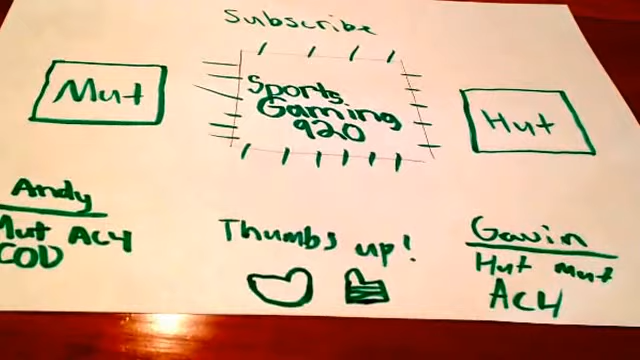 Subscribe
Mut
Sports
Gaming
920
Hut
Andy
Mut AC4
COD
Thumbs up!
Gavin
Hut Mut
AC4